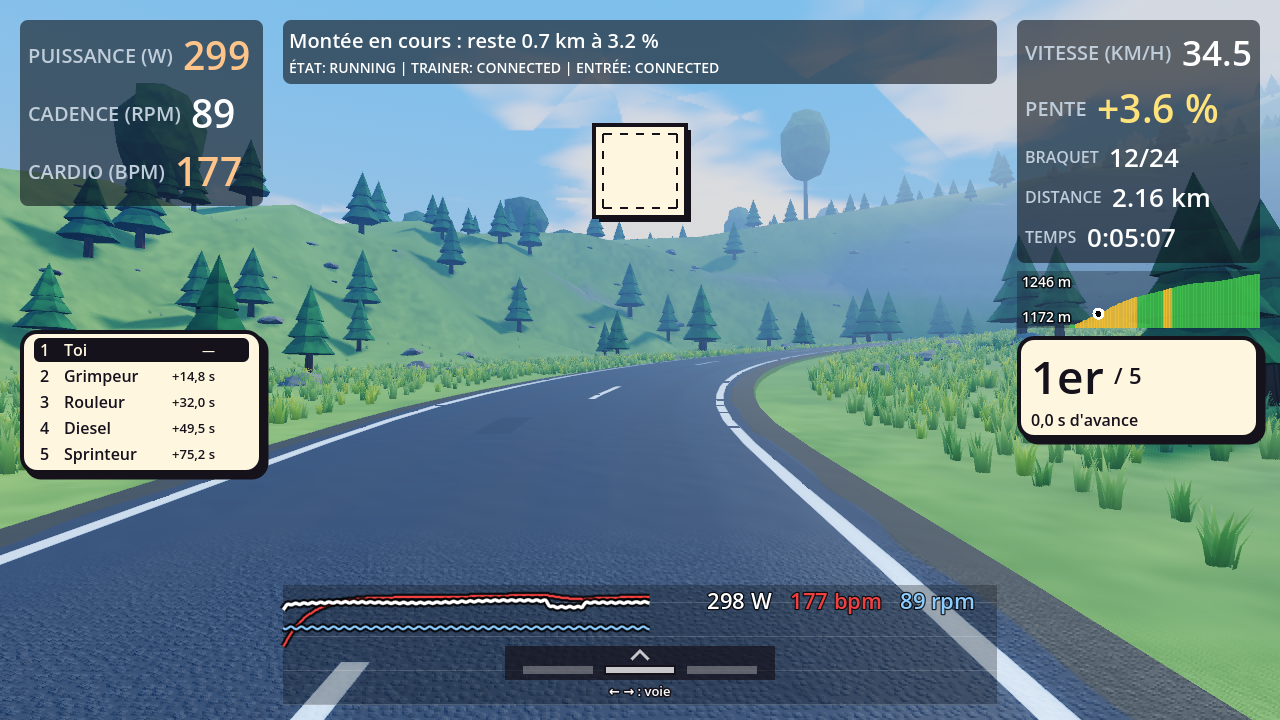 PUISSANCE (W) 299
CADENCE (RPM) 89
CARDIO (BPM) 177
Montée en cours : reste 0.7 km à 3.2 %
ÉTAT: RUNNING | TRAINER: CONNECTED | ENTRÉE: CONNECTED
VITESSE (KM/H) 34.5
PENTE +3.6 %
BRAQUET 12/24
DISTANCE 2.16 km
TEMPS 0:05:07
1246 m
1172 m
1 Toi —
2 Grimpeur +14,8 s
3 Rouleur +32,0 s
4 Diesel +49,5 s
5 Sprinteur +75,2 s
1er / 5
0,0 s d'avance
298 W 177 bpm 89 rpm
← → : voie